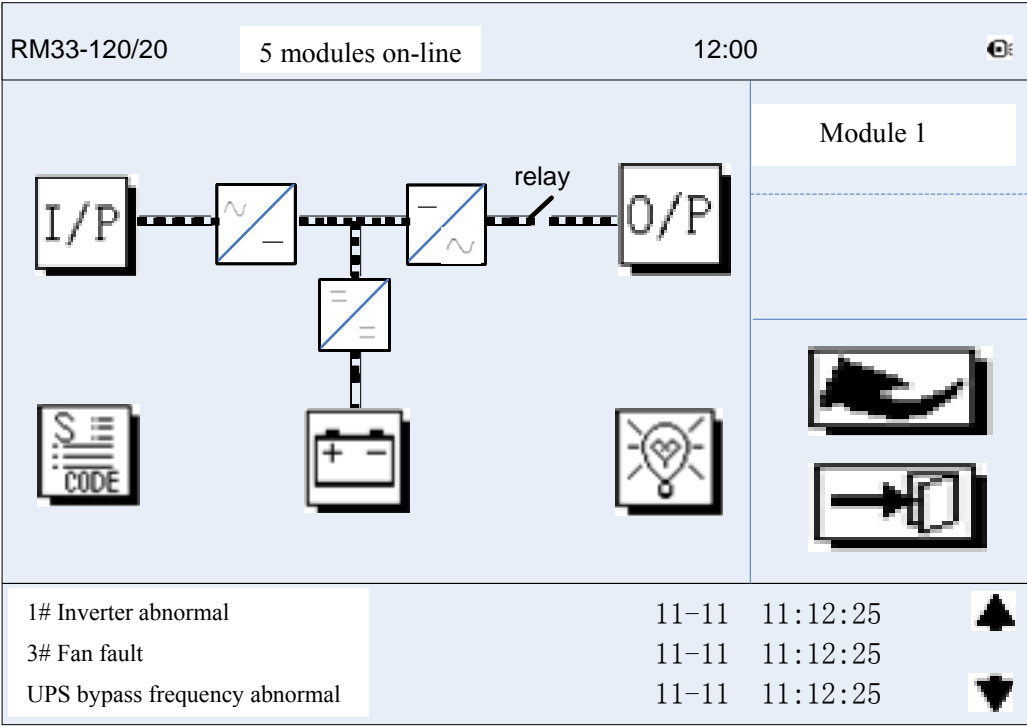 RM33-120/20 5 modules on-line 12:00
Module 1
relay
I/P
O/P
S
CODE
+ −
1# Inverter abnormal 11-11 11:12:25
3# Fan fault 11-11 11:12:25
UPS bypass frequency abnormal 11-11 11:12:25